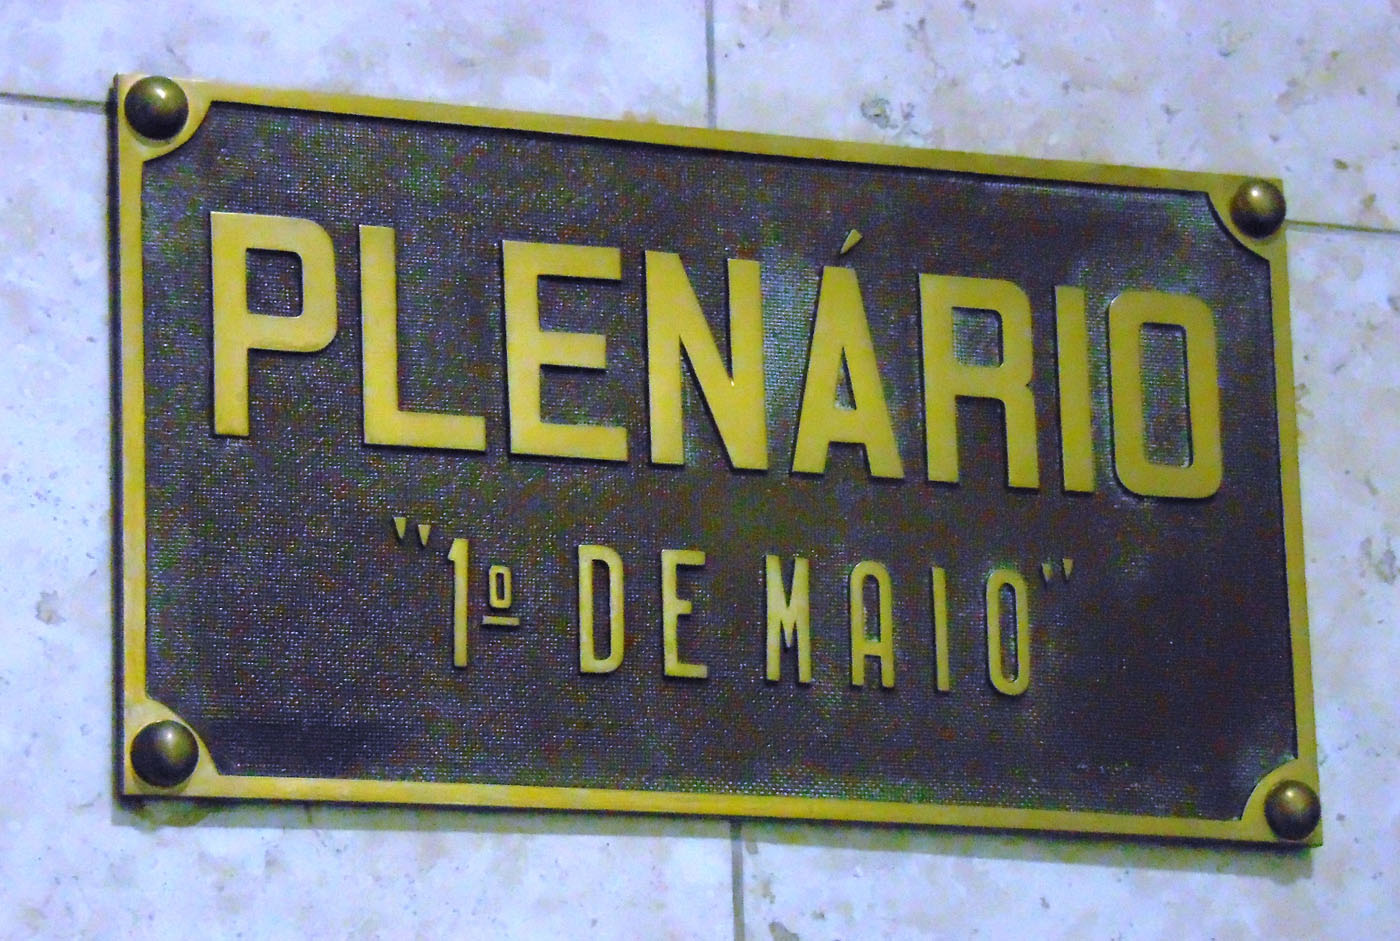 PLENÁRIO
"1º DE MAIO"